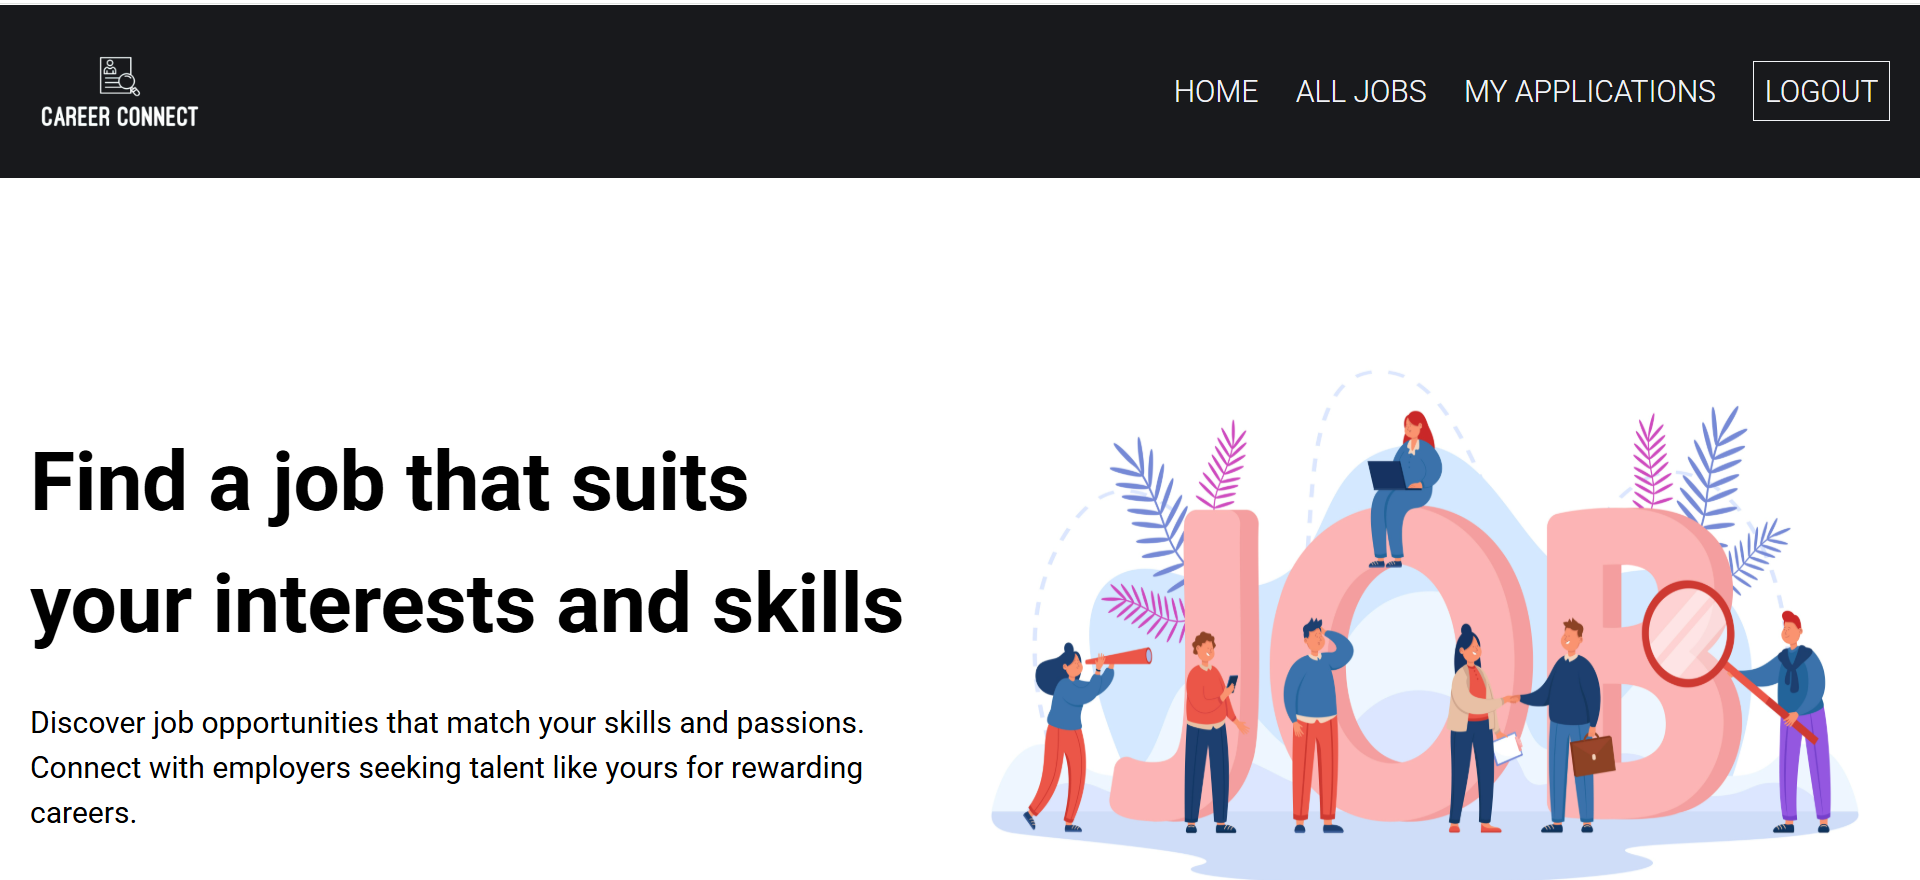 CAREER CONNECT
HOME ALL JOBS MY APPLICATIONS LOGOUT
Find a job that suits
your interests and skills
Discover job opportunities that match your skills and passions.
Connect with employers seeking talent like yours for rewarding
careers.
JOB